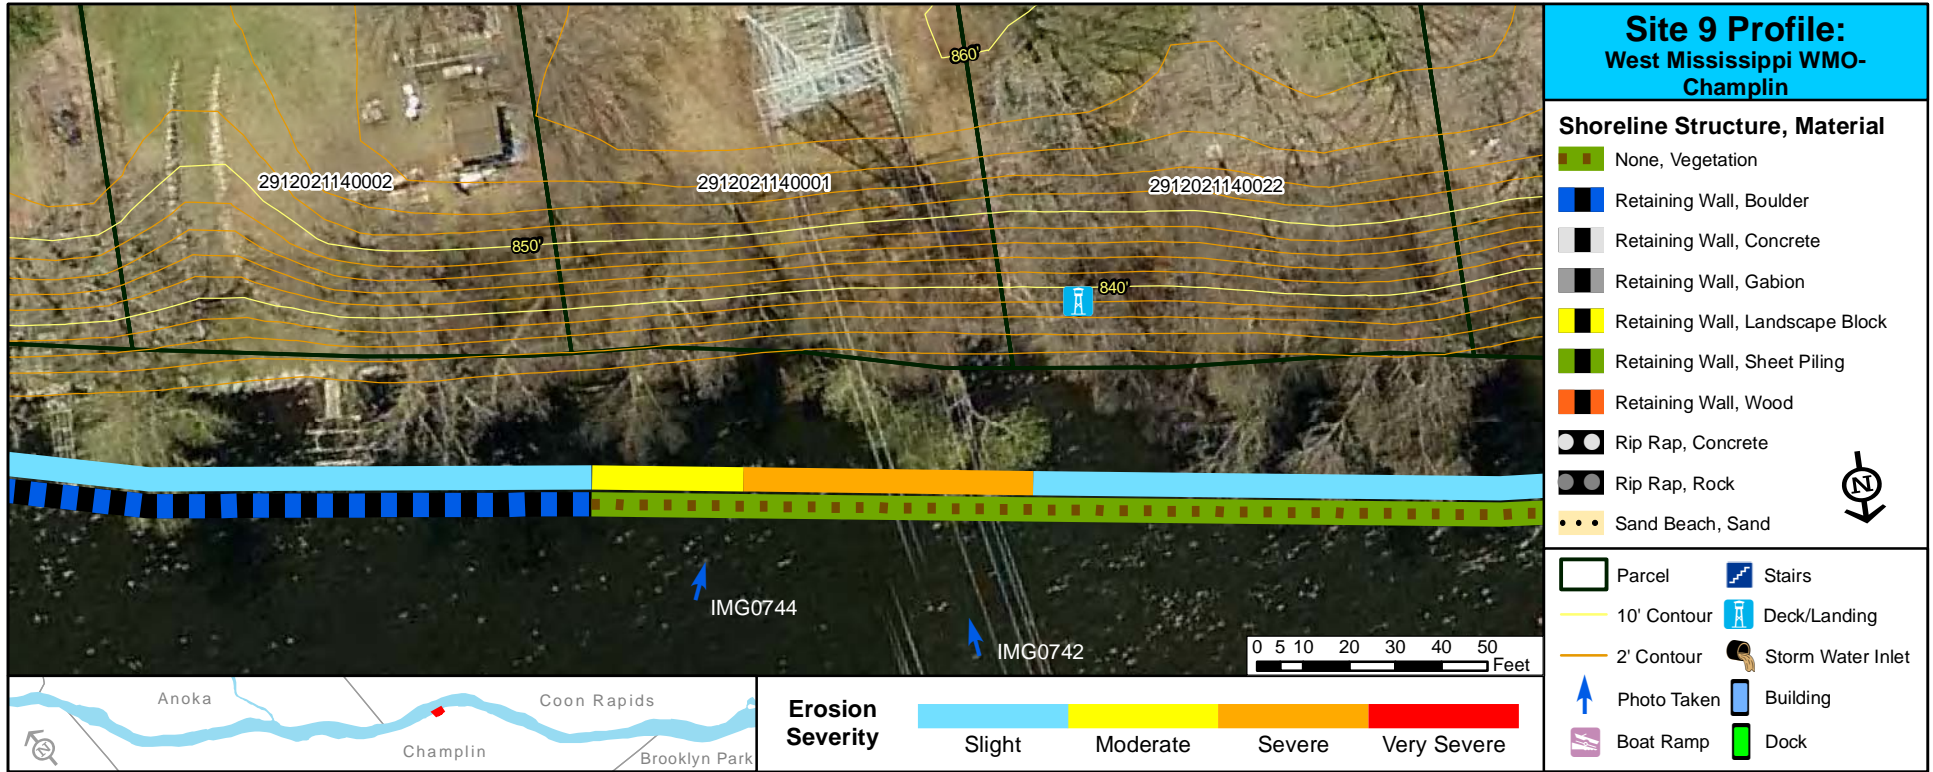 Site 9 Profile:
West Mississippi WMO-
Champlin
Shoreline Structure, Material
None, Vegetation
Retaining Wall, Boulder
Retaining Wall, Concrete
Retaining Wall, Gabion
Retaining Wall, Landscape Block
Retaining Wall, Sheet Piling
Retaining Wall, Wood
Rip Rap, Concrete
Rip Rap, Rock
Sand Beach, Sand
N
Parcel
Stairs
10' Contour
Deck/Landing
2' Contour
Storm Water Inlet
Photo Taken
Building
Boat Ramp
Dock
860'
2912021140002
2912021140001
2912021140022
850'
840'
IMG0744
IMG0742
0 5 10 20 30 40 50
Feet
Anoka
Coon Rapids
Champlin
Brooklyn Park
N
Erosion
Severity
Slight
Moderate
Severe
Very Severe